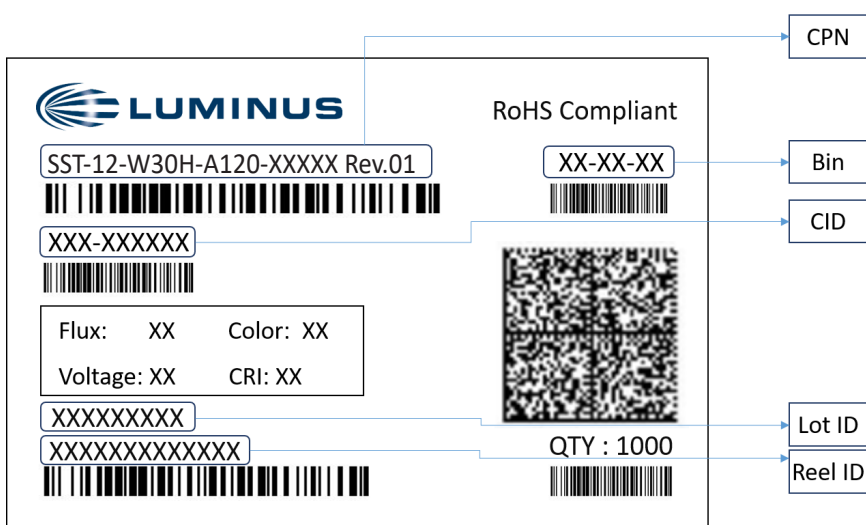 CPN
LUMINUS
RoHS Compliant
SST-12-W30H-A120-XXXXX Rev.01
XX-XX-XX
Bin
CID
XXX-XXXXXX
Flux: XX Color: XX
Voltage: XX CRI: XX
XXXXXXXXX
Lot ID
XXXXXXXXXXXXX
QTY : 1000
Reel ID